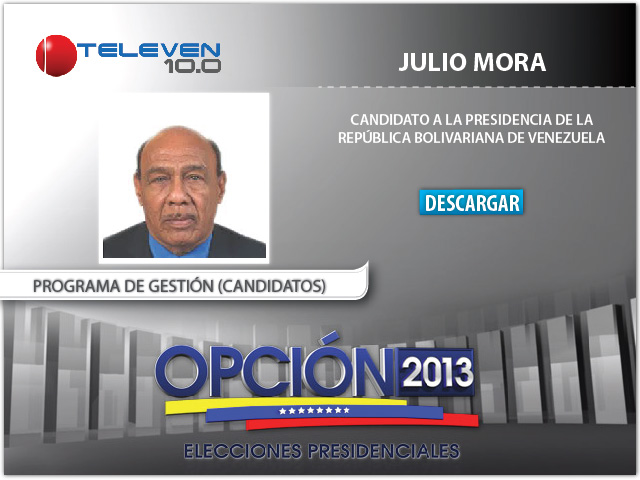 TELEVEN
10.0
JULIO MORA
CANDIDATO A LA PRESIDENCIA DE LA
REPÚBLICA BOLIVARIANA DE VENEZUELA
DESCARGAR
PROGRAMA DE GESTIÓN (CANDIDATOS)
OPCIÓN 2013
ELECCIONES PRESIDENCIALES